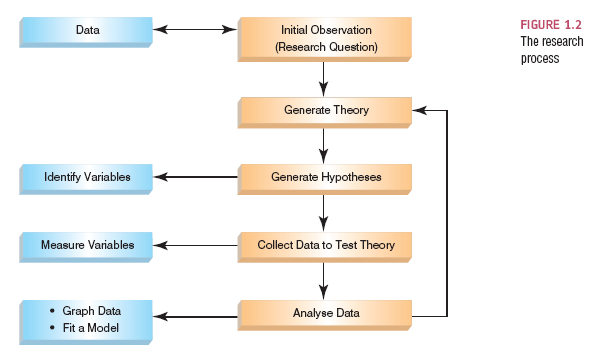 Data
Initial Observation
(Research Question)
FIGURE 1.2
The research
process
Generate Theory
Identify Variables
Generate Hypotheses
Measure Variables
Collect Data to Test Theory
• Graph Data
• Fit a Model
Analyse Data